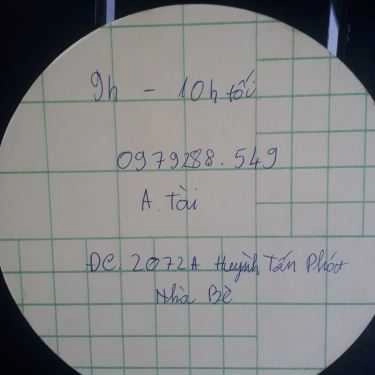 9h - 10h tối
0979288.549
A. Tài
ĐC. 2072A Huỳnh Tấn Phát
Nhà Bè